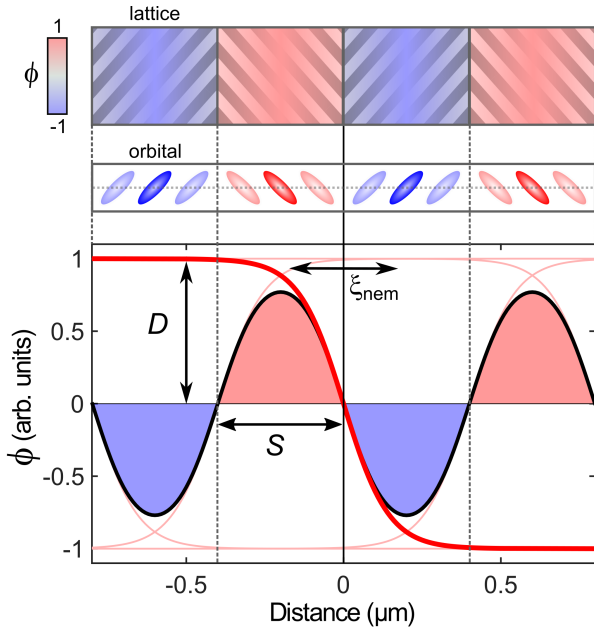 lattice
1
ϕ
-1
orbital
1
ξnem
D
0.5
0
S
-0.5
-1
ϕ (arb. units)
-0.5 0 0.5
Distance (μm)